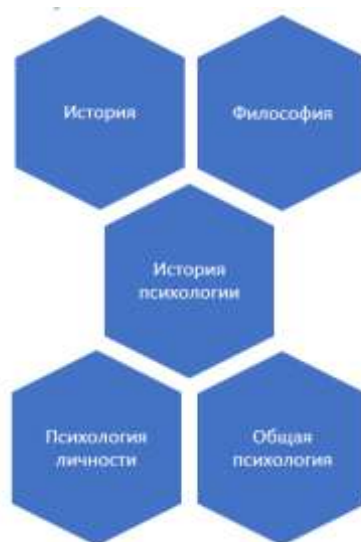 История
Философия
История
психологии
Психология
личности
Общая
психология